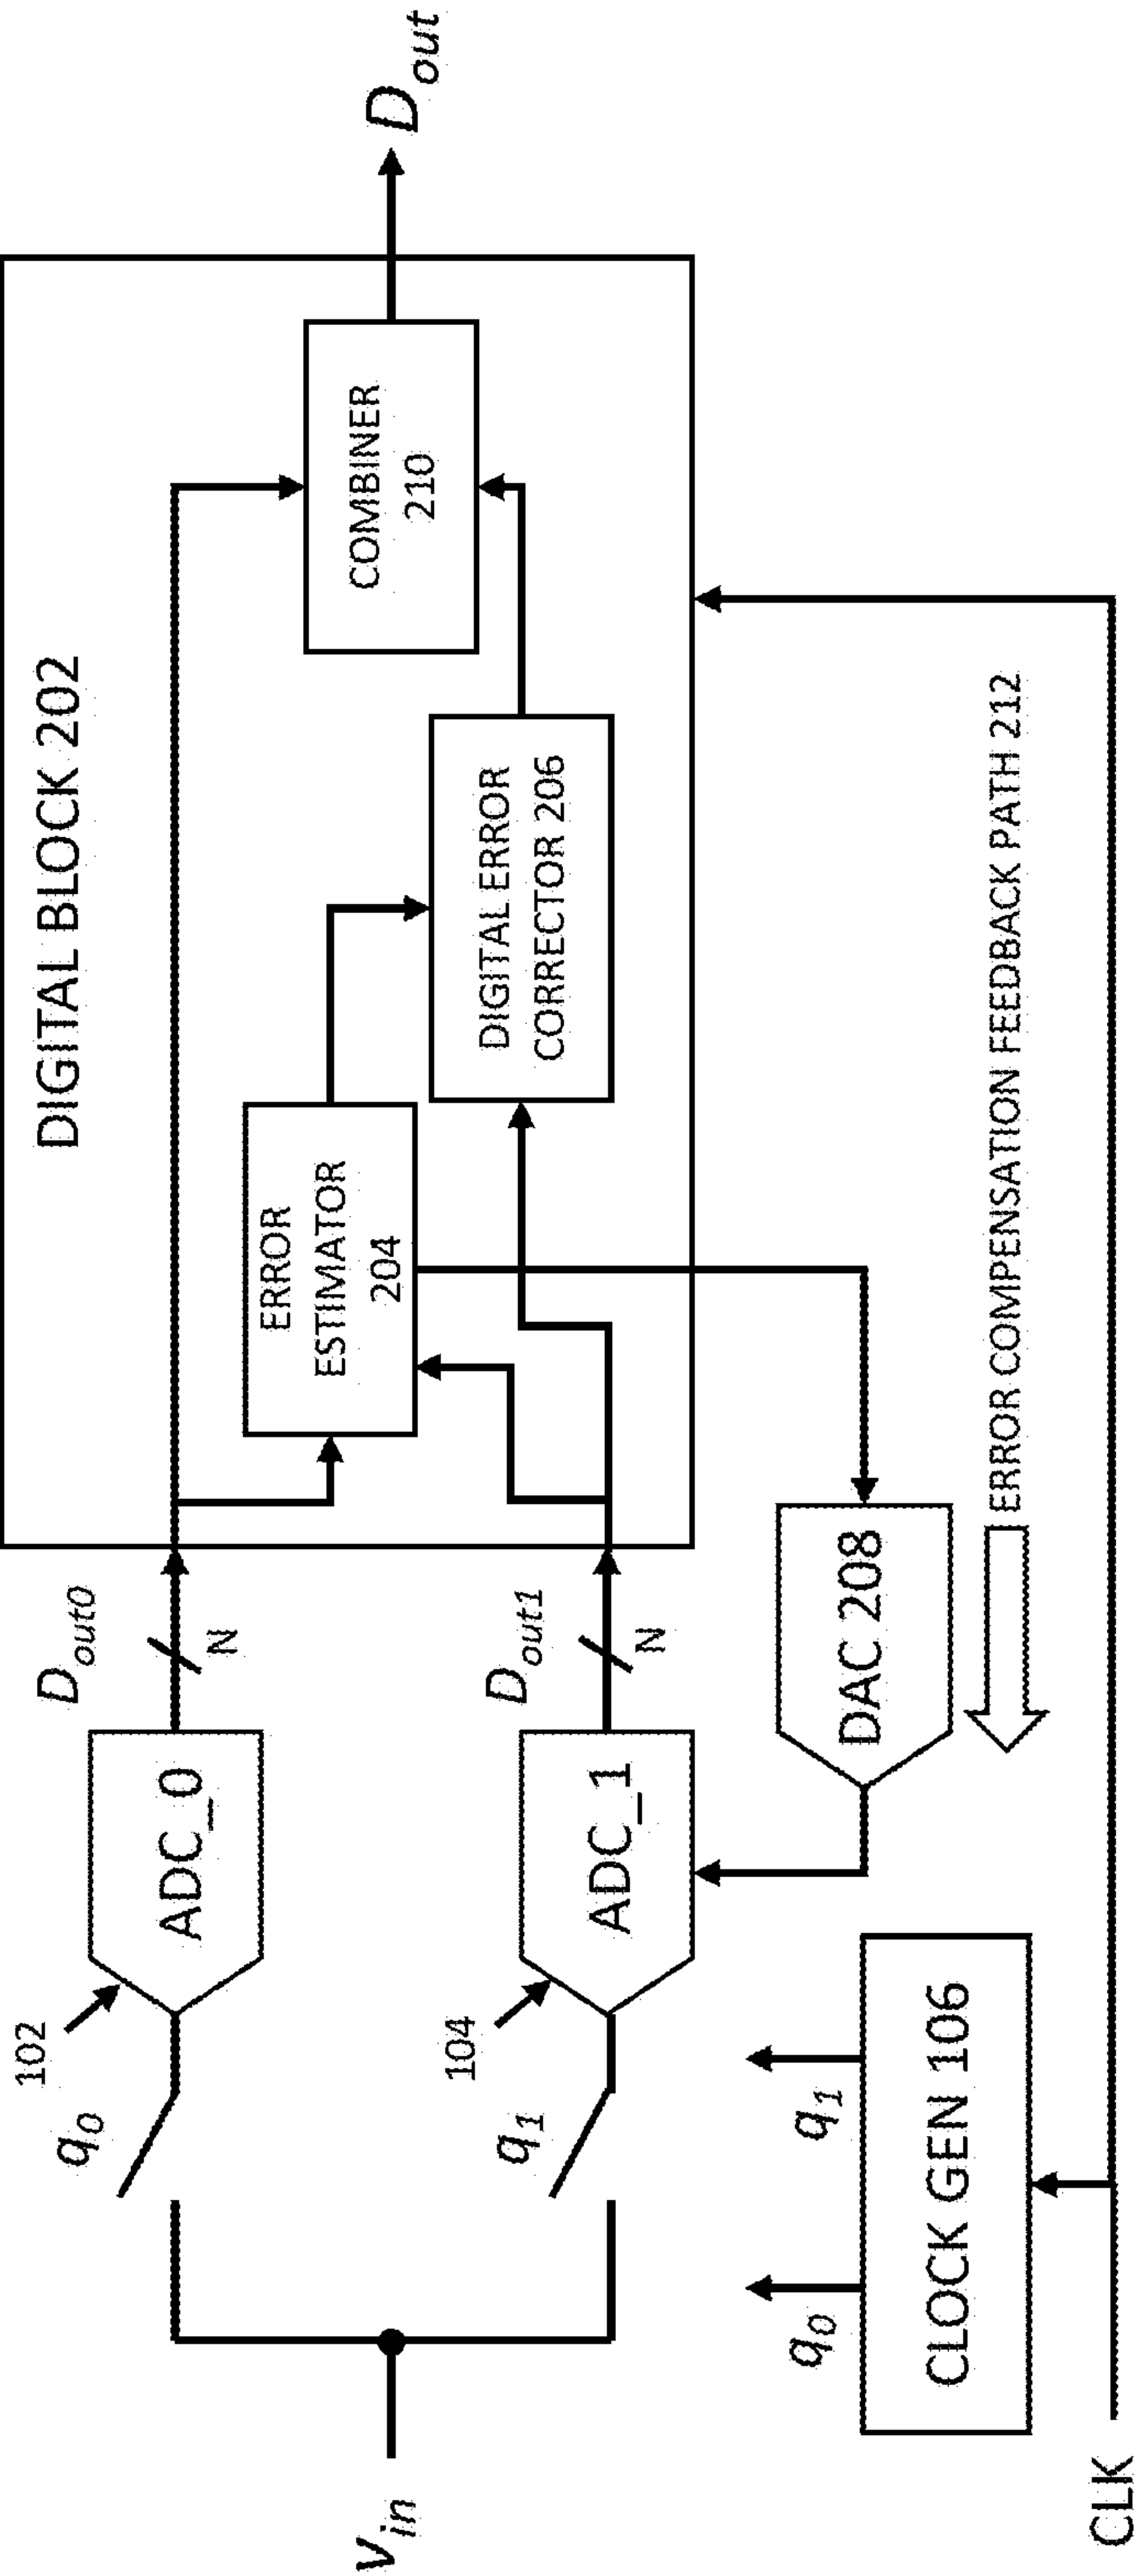 DIGITAL BLOCK 202
D_out0
N
102
q_0
ADC_0
ERROR
ESTIMATOR
204
COMBINER
210
D_out
V_in
D_out1
N
104
q_1
ADC_1
DIGITAL ERROR
CORRECTOR 206
DAC 208
q_0
q_1
CLOCK GEN 106
ERROR COMPENSATION FEEDBACK PATH 212
CLK